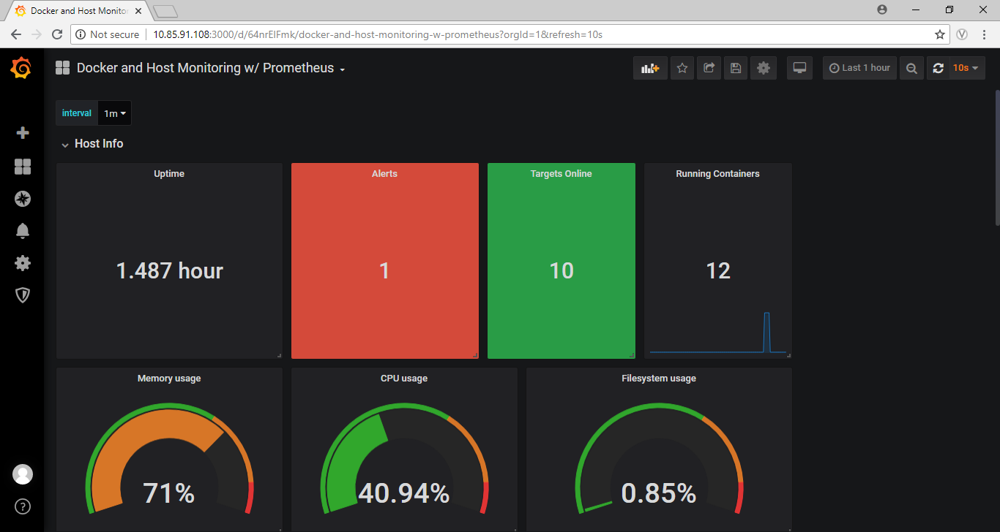 Docker and Host Monitor
Not secure
10.85.91.108:3000/d/64nrEIFmk/docker-and-host-monitoring-w-prometheus?orgId=1&refresh=10s
Docker and Host Monitoring w/ Prometheus
Last 1 hour
10s
interval
1m
Host Info
Uptime
Alerts
Targets Online
Running Containers
1.487 hour
1
10
12
Memory usage
CPU usage
Filesystem usage
71%
40.94%
0.85%